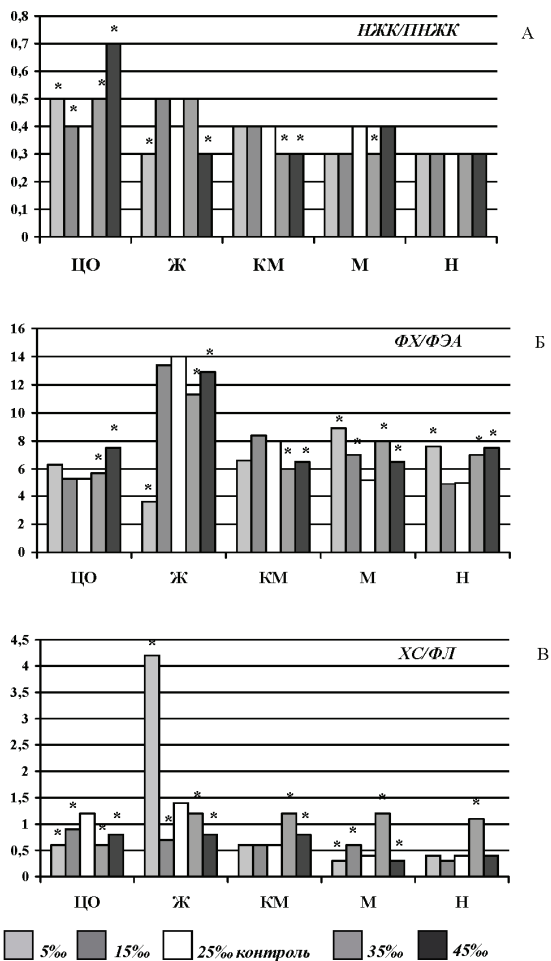 НЖК/ПНЖК
А
0,8
0,7
0,6
0,5
0,4
0,3
0,2
0,1
0
* * * *
* *
* *
*
ЦО Ж КМ М Н
ФХ/ФЭА
Б
16
14
12
10
8
6
4
2
0
* *
* * *
* *
* * * *
* * *
ЦО Ж КМ М Н
ХС/ФЛ
В
4,5
4
3,5
3
2,5
2
1,5
1
0,5
0
* * * *
* * * *
* *
* * * *
*
ЦО Ж КМ М Н
5‰ 15‰ 25‰ контроль 35‰ 45‰